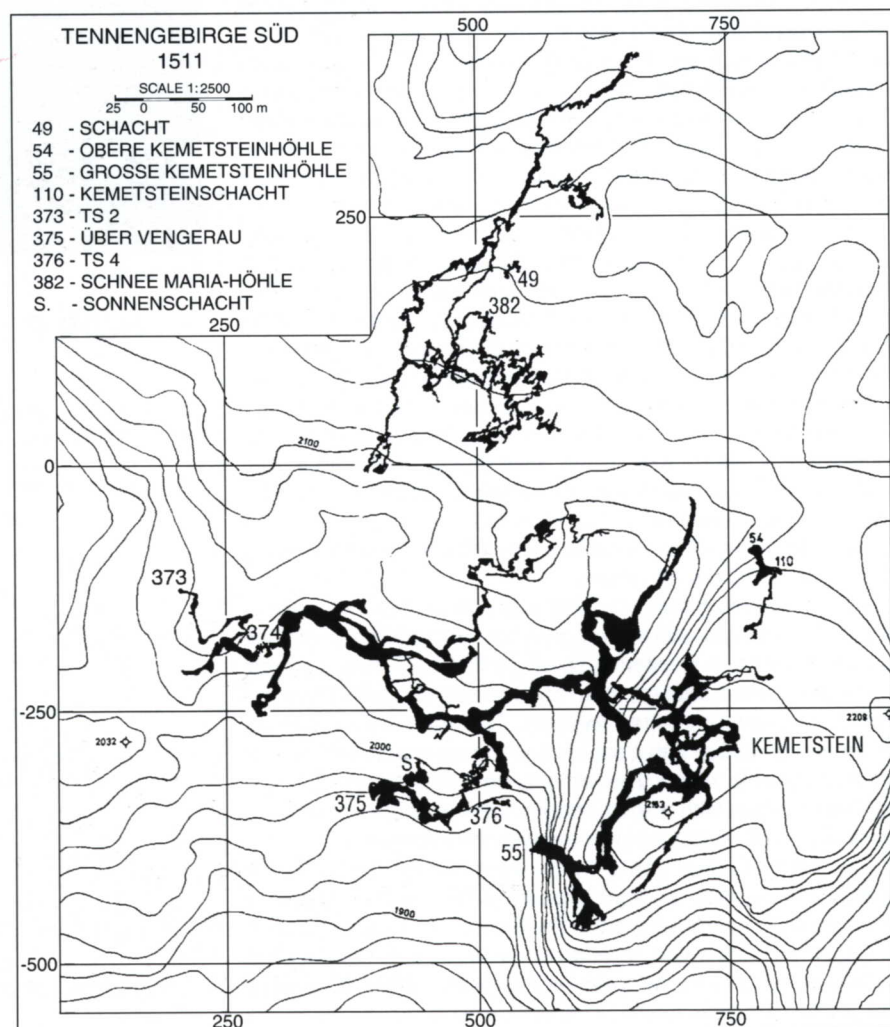 500
750
TENNENGEBIRGE SÜD
1511
SCALE 1:2500
25 0 50 100 m
49 - SCHACHT
54 - OBERE KEMETSTEINHÖHLE
55 - GROSSE KEMETSTEINHÖHLE
110 - KEMETSTEINSCHACHT
373 - TS 2
375 - ÜBER VENGERAU
376 - TS 4
382 - SCHNEE MARIA-HÖHLE
S. - SONNENSCHACHT
250
250
49
382
2100
0
54
110
373
374
-250
2032
2208
2000
KEMETSTEIN
S
375
376
2163
55
1900
-500
250
500
750